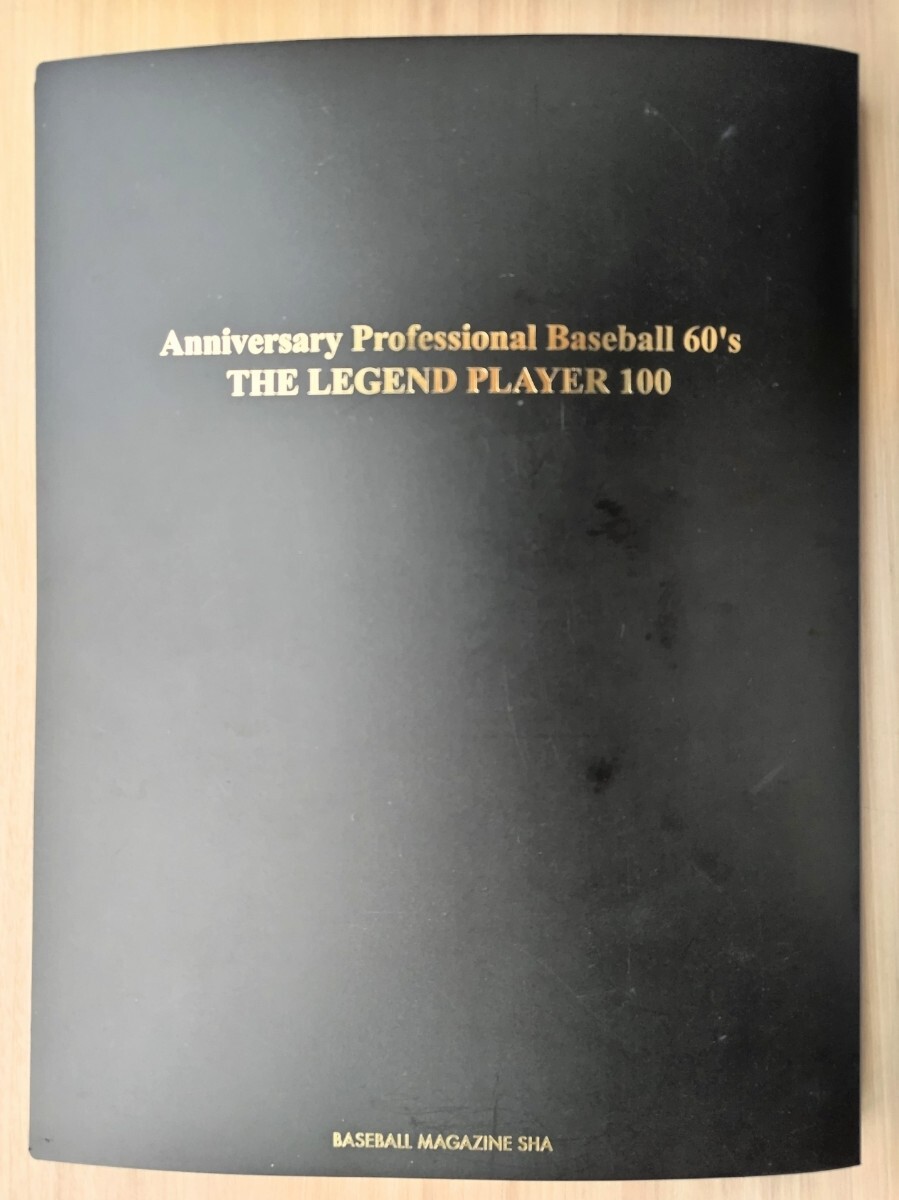 Anniversary Professional Baseball 60's
THE LEGEND PLAYER 100
BASEBALL MAGAZINE SHA